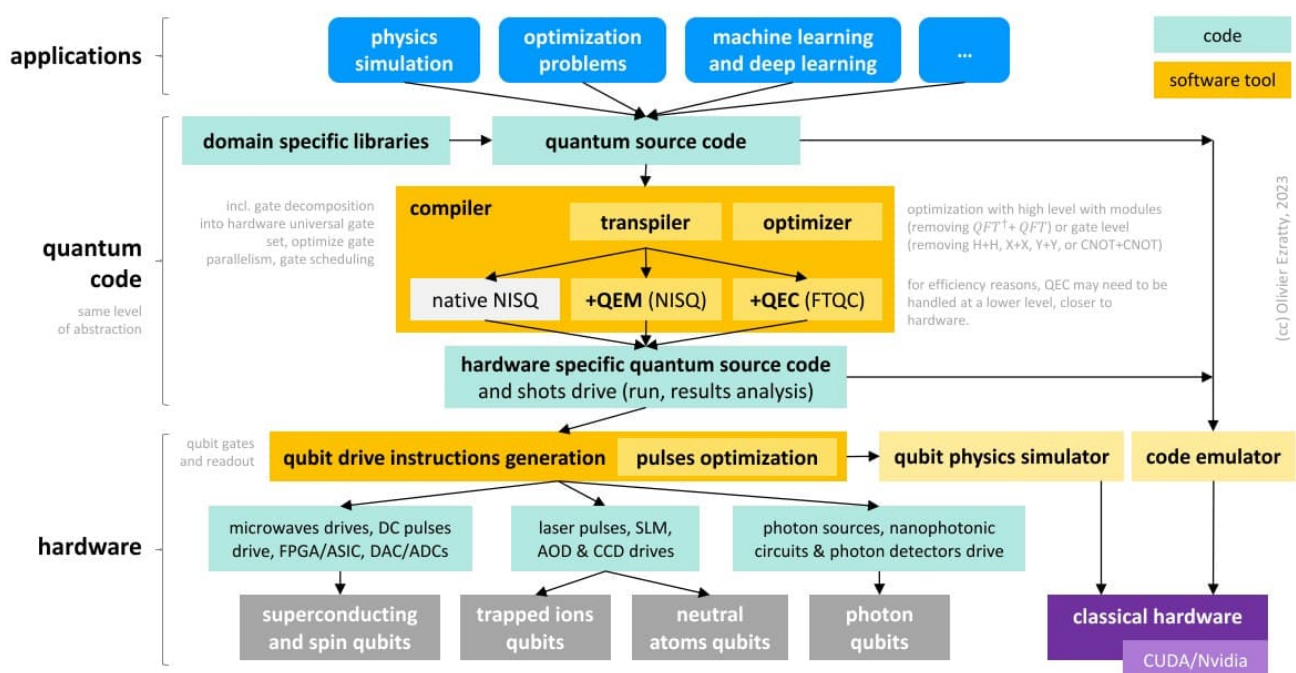 applications
physics
simulation
optimization
problems
machine learning
and deep learning
...
code
software tool
quantum
code
same level
of abstraction
domain specific libraries
quantum source code
incl. gate decomposition
into hardware universal gate
set, optimize gate
parallelism, gate scheduling
compiler
transpiler
optimizer
native NISQ
+QEM (NISQ)
+QEC (FTQC)
optimization with high level with modules
(removing QFT†+ QFT) or gate level
(removing H+H, X+X, Y+Y, or CNOT+CNOT)
for efficiency reasons, QEC may need to be
handled at a lower level, closer to
hardware.
(cc) Olivier Ezratty, 2023
hardware specific quantum source code
and shots drive (run, results analysis)
hardware
qubit gates
and readout
qubit drive instructions generation
pulses optimization
qubit physics simulator
code emulator
microwaves drives, DC pulses
drive, FPGA/ASIC, DAC/ADCs
laser pulses, SLM,
AOD & CCD drives
photon sources, nanophotonic
circuits & photon detectors drive
superconducting
and spin qubits
trapped ions
qubits
neutral
atoms qubits
photon
qubits
classical hardware
CUDA/Nvidia